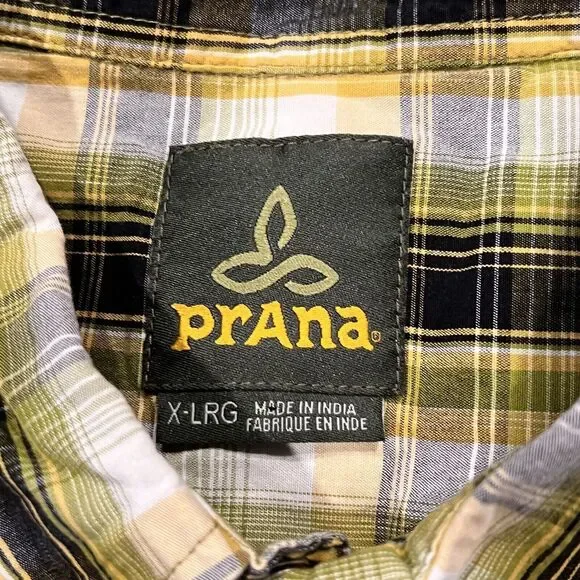 prAna®
X-LRG
MADE IN INDIA
FABRIQUE EN INDE